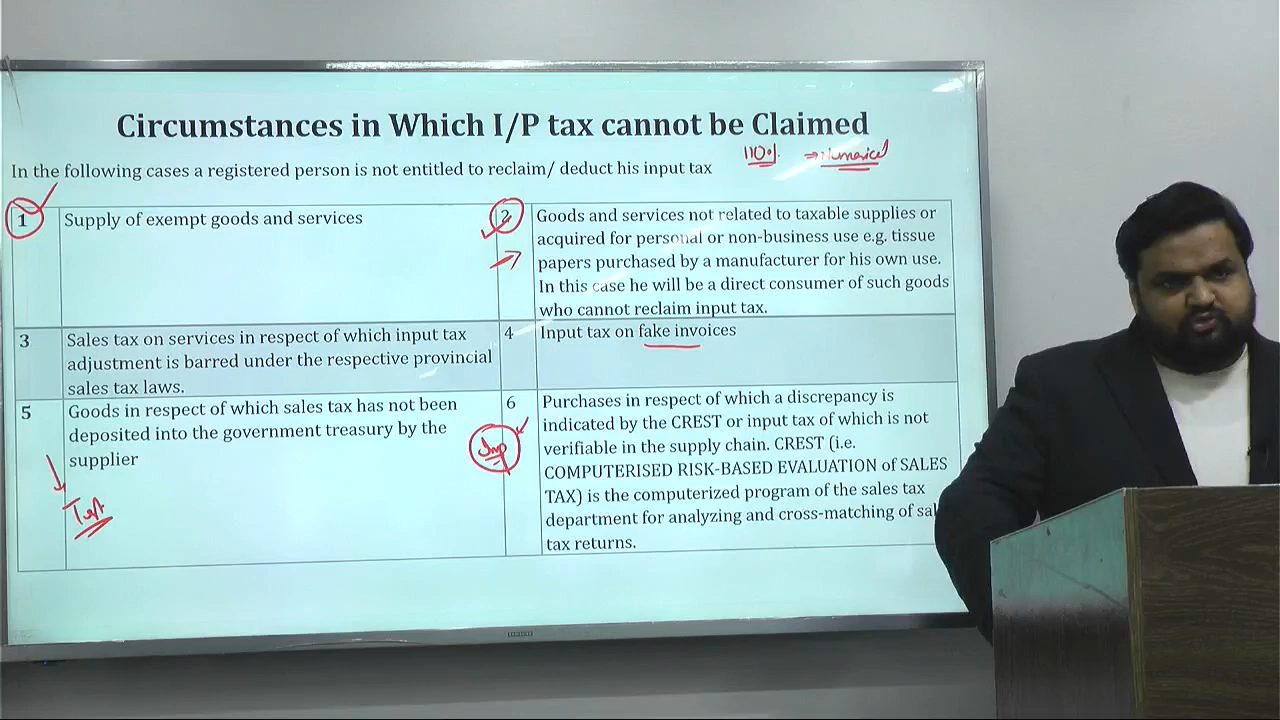 Circumstances in Which I/P tax cannot be Claimed
110% → Numerical
In the following cases a registered person is not entitled to reclaim/ deduct his input tax
1
Supply of exempt goods and services
2
Goods and services not related to taxable supplies or
acquired for personal or non-business use e.g. tissue
papers purchased by a manufacturer for his own use.
In this case he will be a direct consumer of such goods
who cannot reclaim input tax.
3
Sales tax on services in respect of which input tax
adjustment is barred under the respective provincial
sales tax laws.
4
Input tax on fake invoices
5
Goods in respect of which sales tax has not been
deposited into the government treasury by the
supplier
6
Imp
Purchases in respect of which a discrepancy is
indicated by the CREST or input tax of which is not
verifiable in the supply chain. CREST (i.e.
COMPUTERISED RISK-BASED EVALUATION of SALES
TAX) is the computerized program of the sales tax
department for analyzing and cross-matching of sal
tax returns.
SAMSUNG